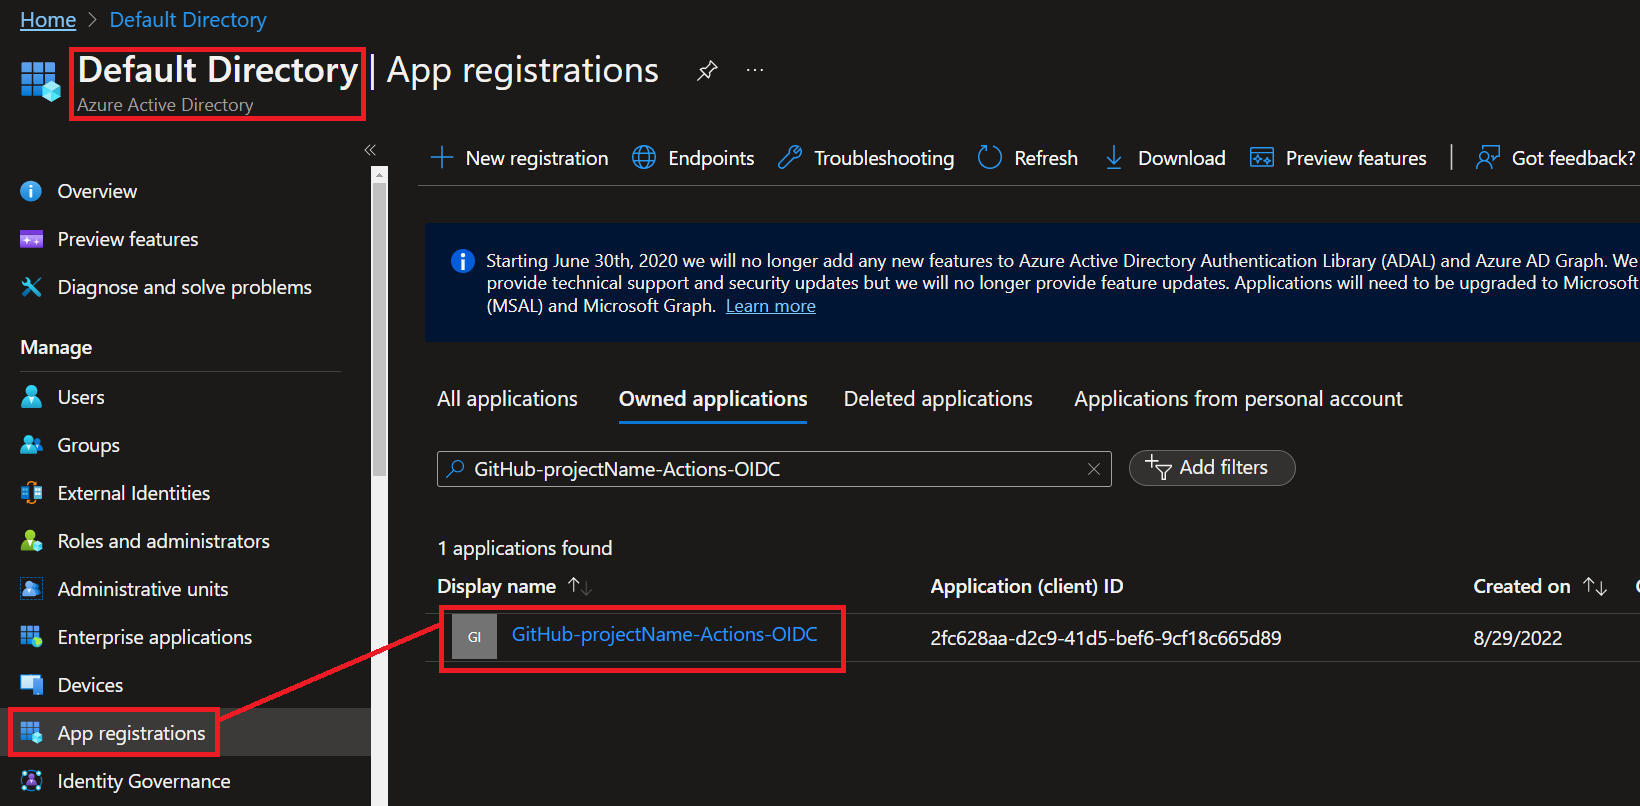 Home > Default Directory
Default Directory | App registrations ...
Azure Active Directory
«
Overview
Preview features
Diagnose and solve problems
Manage
Users
Groups
External Identities
Roles and administrators
Administrative units
Enterprise applications
Devices
App registrations
Identity Governance
New registration Endpoints Troubleshooting Refresh Download Preview features | Got feedback?
Starting June 30th, 2020 we will no longer add any new features to Azure Active Directory Authentication Library (ADAL) and Azure AD Graph. We
provide technical support and security updates but we will no longer provide feature updates. Applications will need to be upgraded to Microsoft
(MSAL) and Microsoft Graph. Learn more
All applications Owned applications Deleted applications Applications from personal account
GitHub-projectName-Actions-OIDC Add filters
1 applications found
Display name Application (client) ID Created on
GI GitHub-projectName-Actions-OIDC 2fc628aa-d2c9-41d5-bef6-9cf18c665d89 8/29/2022